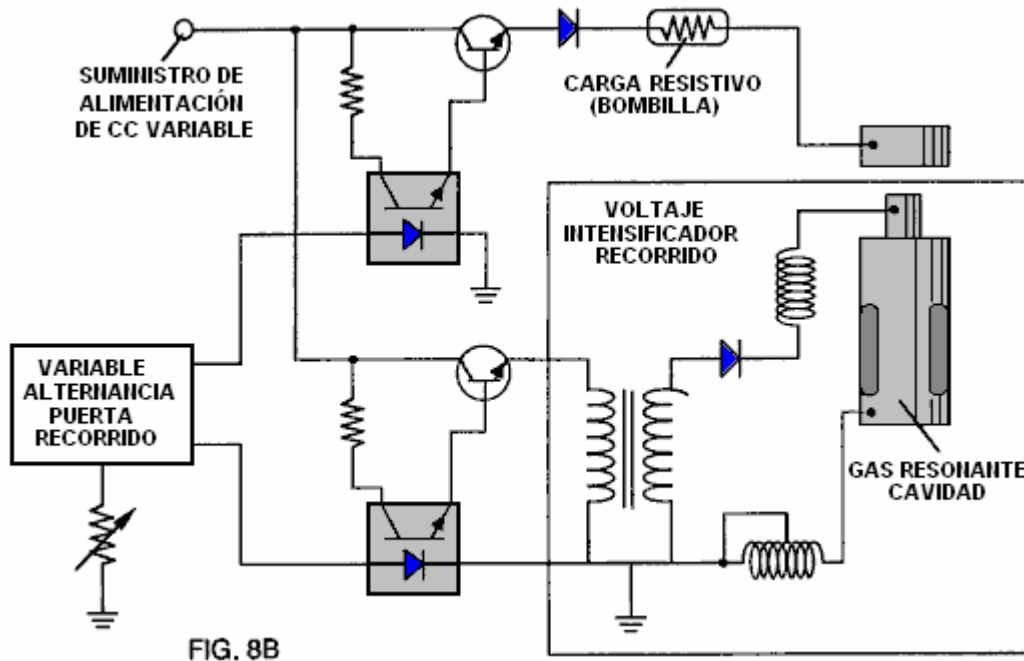 SUMINISTRO DE
ALIMENTACIÓN
DE CC VARIABLE
CARGA RESISTIVO
(BOMBILLA)
VOLTAJE
INTENSIFICADOR
RECORRIDO
VARIABLE
ALTERNANCIA
PUERTA
RECORRIDO
GAS RESONANTE
CAVIDAD
FIG. 8B